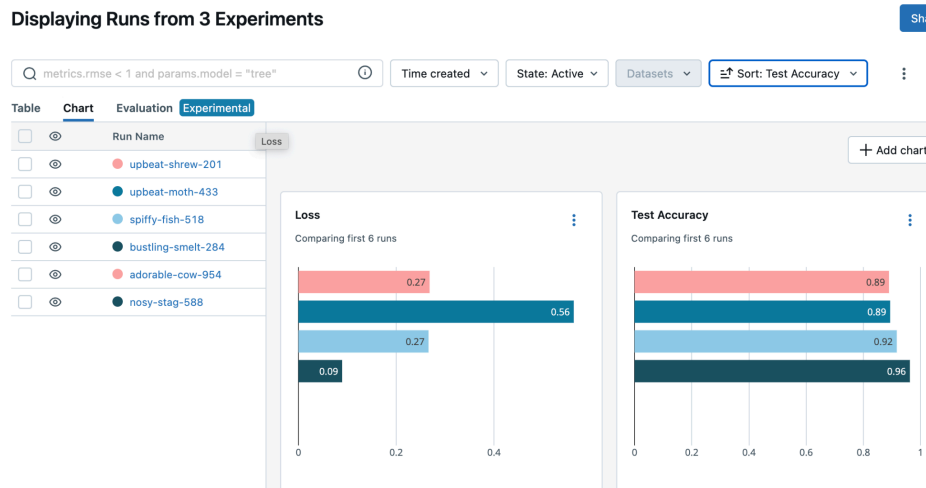 Displaying Runs from 3 Experiments
Sha
metrics.rmse < 1 and params.model = "tree"
Time created
State: Active
Datasets
Sort: Test Accuracy
Table Chart Evaluation Experimental
Run Name
Loss
Add chart
upbeat-shrew-201
upbeat-moth-433
spiffy-fish-518
bustling-smelt-284
adorable-cow-954
nosy-stag-588
Loss
Comparing first 6 runs
0.27
0.56
0.27
0.09
0 0.2 0.4
Test Accuracy
Comparing first 6 runs
0.89
0.89
0.92
0.96
0 0.2 0.4 0.6 0.8 1